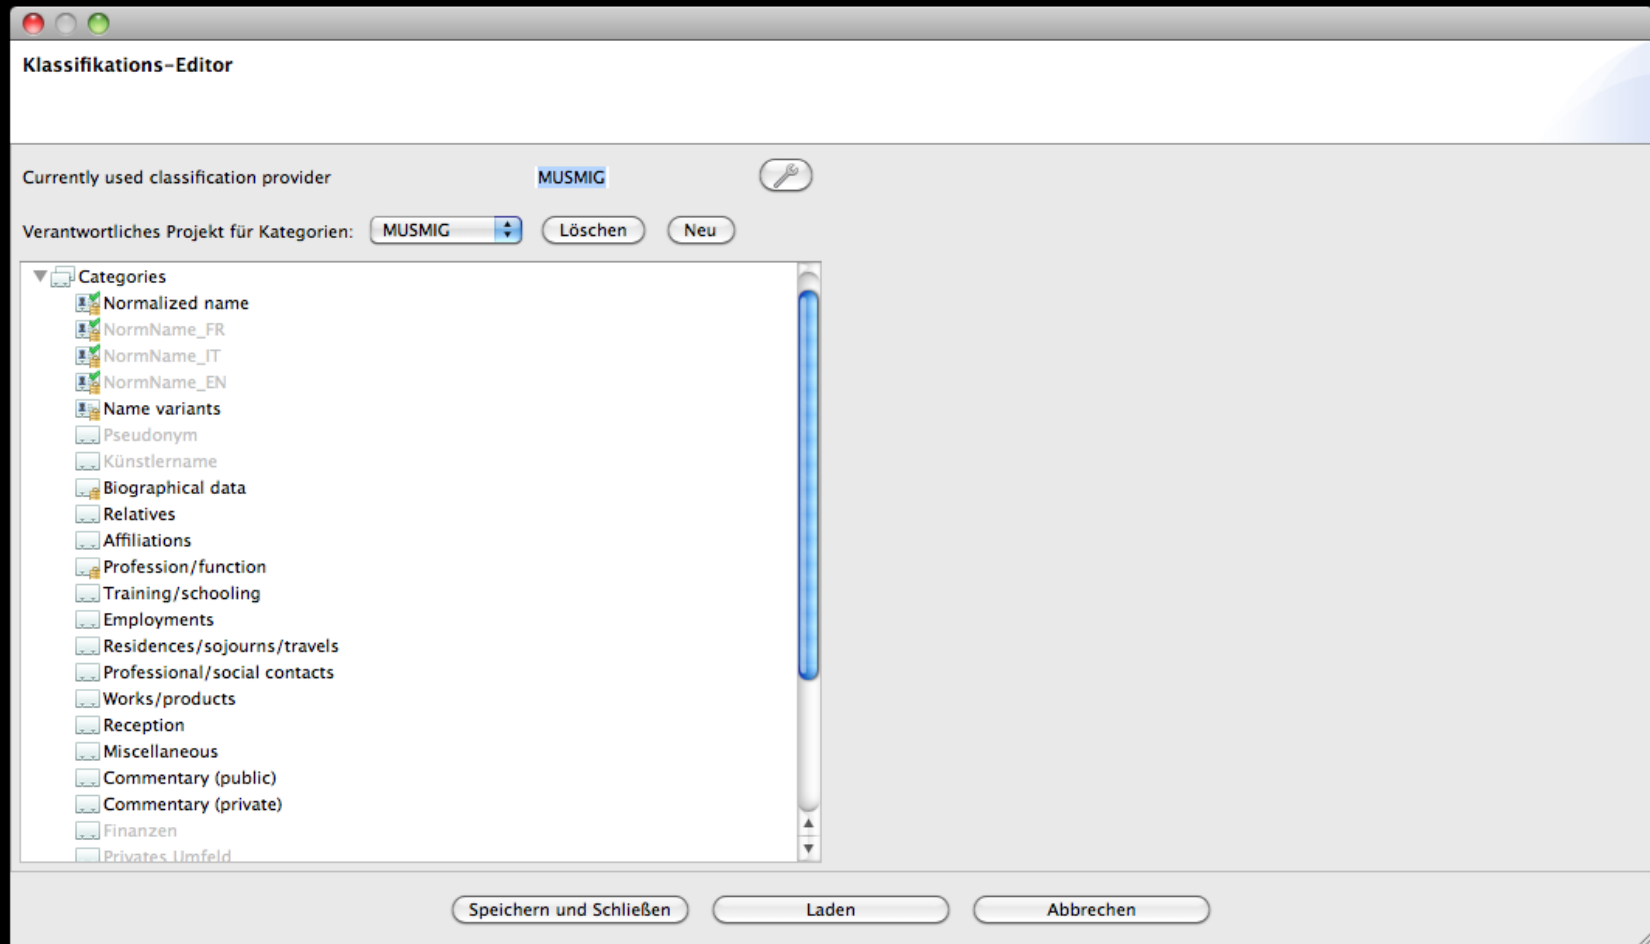 Klassifikations-Editor
Currently used classification provider MUSMIG
Verantwortliches Projekt für Kategorien: MUSMIG Löschen Neu
Categories
Normalized name
NormName_FR
NormName_IT
NormName_EN
Name variants
Pseudonym
Künstlername
Biographical data
Relatives
Affiliations
Profession/function
Training/schooling
Employments
Residences/sojourns/travels
Professional/social contacts
Works/products
Reception
Miscellaneous
Commentary (public)
Commentary (private)
Finanzen
Privates Umfeld
Speichern und Schließen Laden Abbrechen